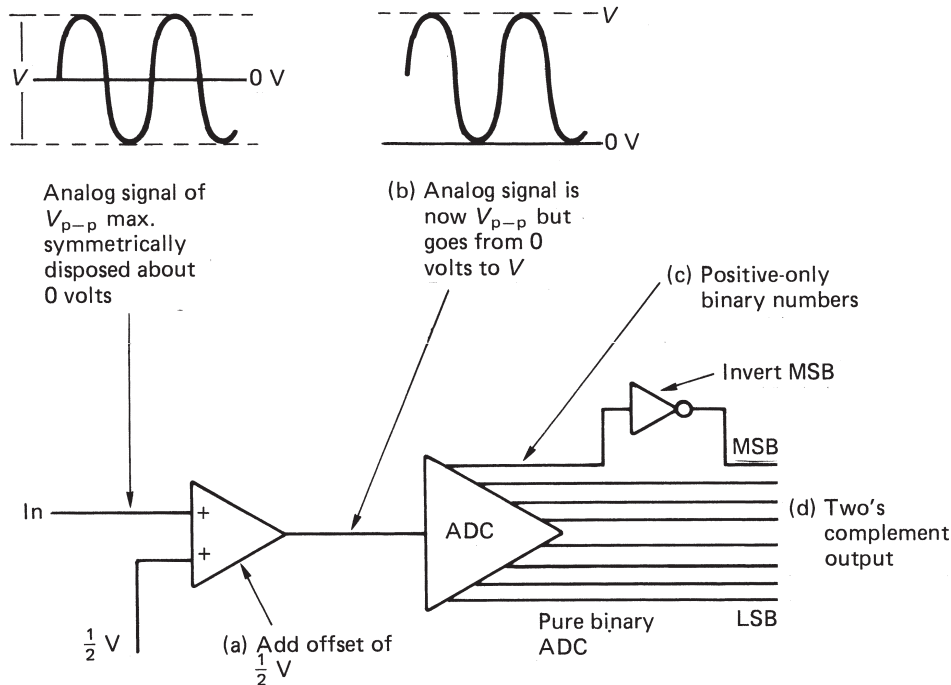 V
0 V
V
0 V
Analog signal of
Vp–p max.
symmetrically
disposed about
0 volts
(b) Analog signal is
now Vp–p but
goes from 0
volts to V
(c) Positive-only
binary numbers
Invert MSB
MSB
In
+
+
ADC
(d) Two's
complement
output
½ V
(a) Add offset of
½ V
Pure binary
ADC
LSB